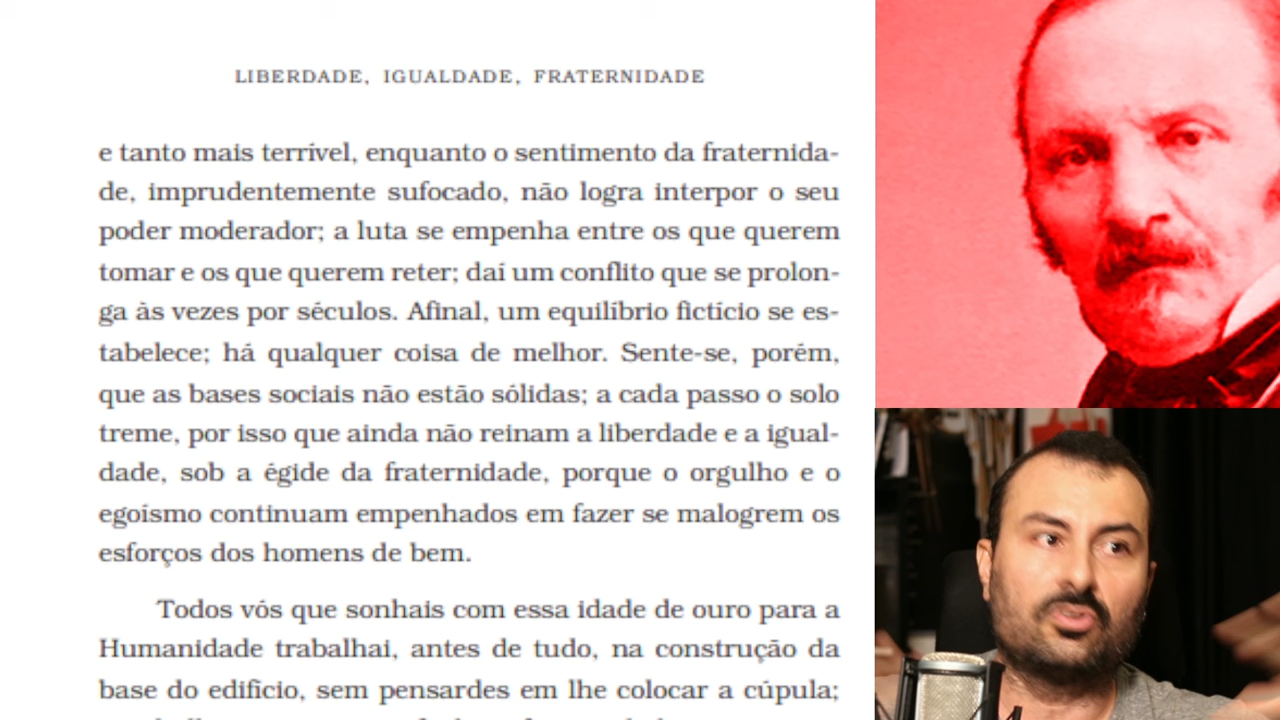 LIBERDADE, IGUALDADE, FRATERNIDADE
e tanto mais terrível, enquanto o sentimento da fraternida-
de, imprudentemente sufocado, não logra interpor o seu
poder moderador; a luta se empenha entre os que querem
tomar e os que querem reter; daí um conflito que se prolon-
ga às vezes por séculos. Afinal, um equilíbrio fictício se es-
tabelece; há qualquer coisa de melhor. Sente-se, porém,
que as bases sociais não estão sólidas; a cada passo o solo
treme, por isso que ainda não reinam a liberdade e a igual-
dade, sob a égide da fraternidade, porque o orgulho e o
egoísmo continuam empenhados em fazer se malogrem os
esforços dos homens de bem.
Todos vós que sonhais com essa idade de ouro para a
Humanidade trabalhai, antes de tudo, na construção da
base do edifício, sem pensardes em lhe colocar a cúpula;